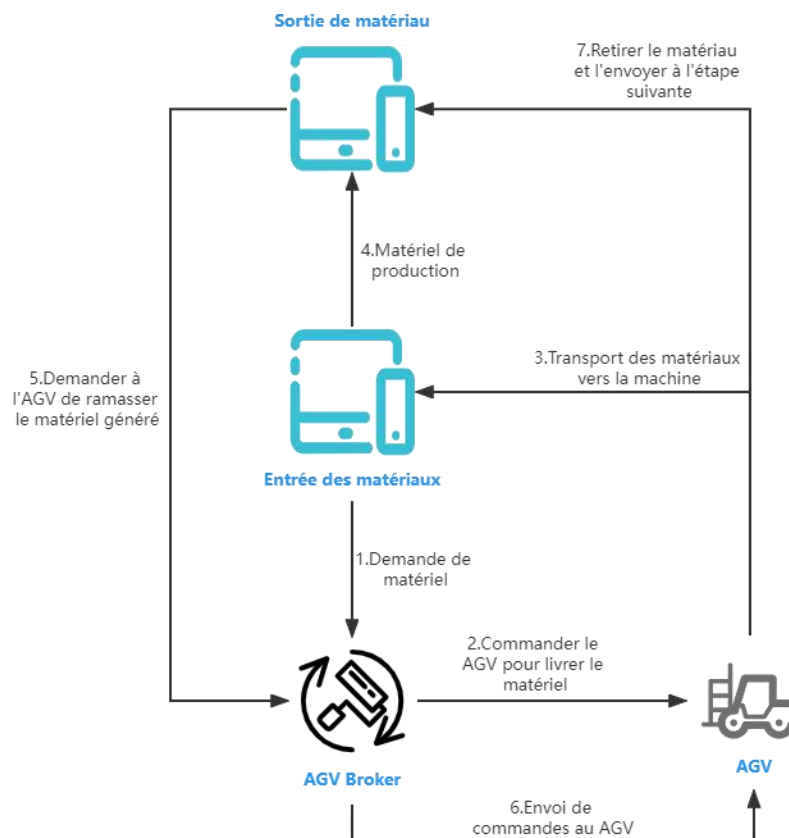 Sortie de matériau
7.Retirer le matériau
et l'envoyer à l'étape
suivante
4.Matériel de
production
3.Transport des matériaux
vers la machine
5.Demander à
l'AGV de ramasser
le matériel généré
Entrée des matériaux
1.Demande de
matériel
2.Commander le
AGV pour livrer le
matériel
AGV Broker
AGV
6.Envoi de
commandes au AGV